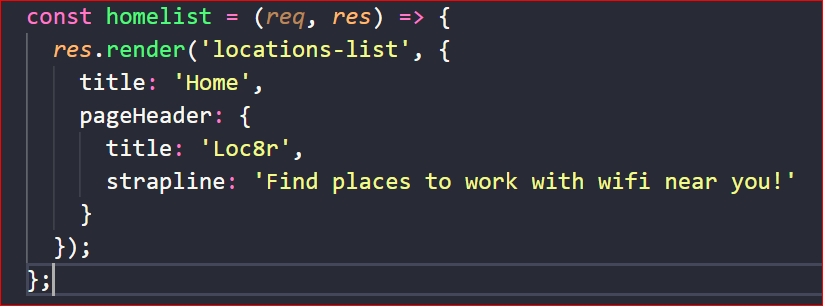 const homelist = (req, res) => {
  res.render('locations-list', {
    title: 'Home',
    pageHeader: {
      title: 'Loc8r',
      strapline: 'Find places to work with wifi near you!'
    }
  });
};